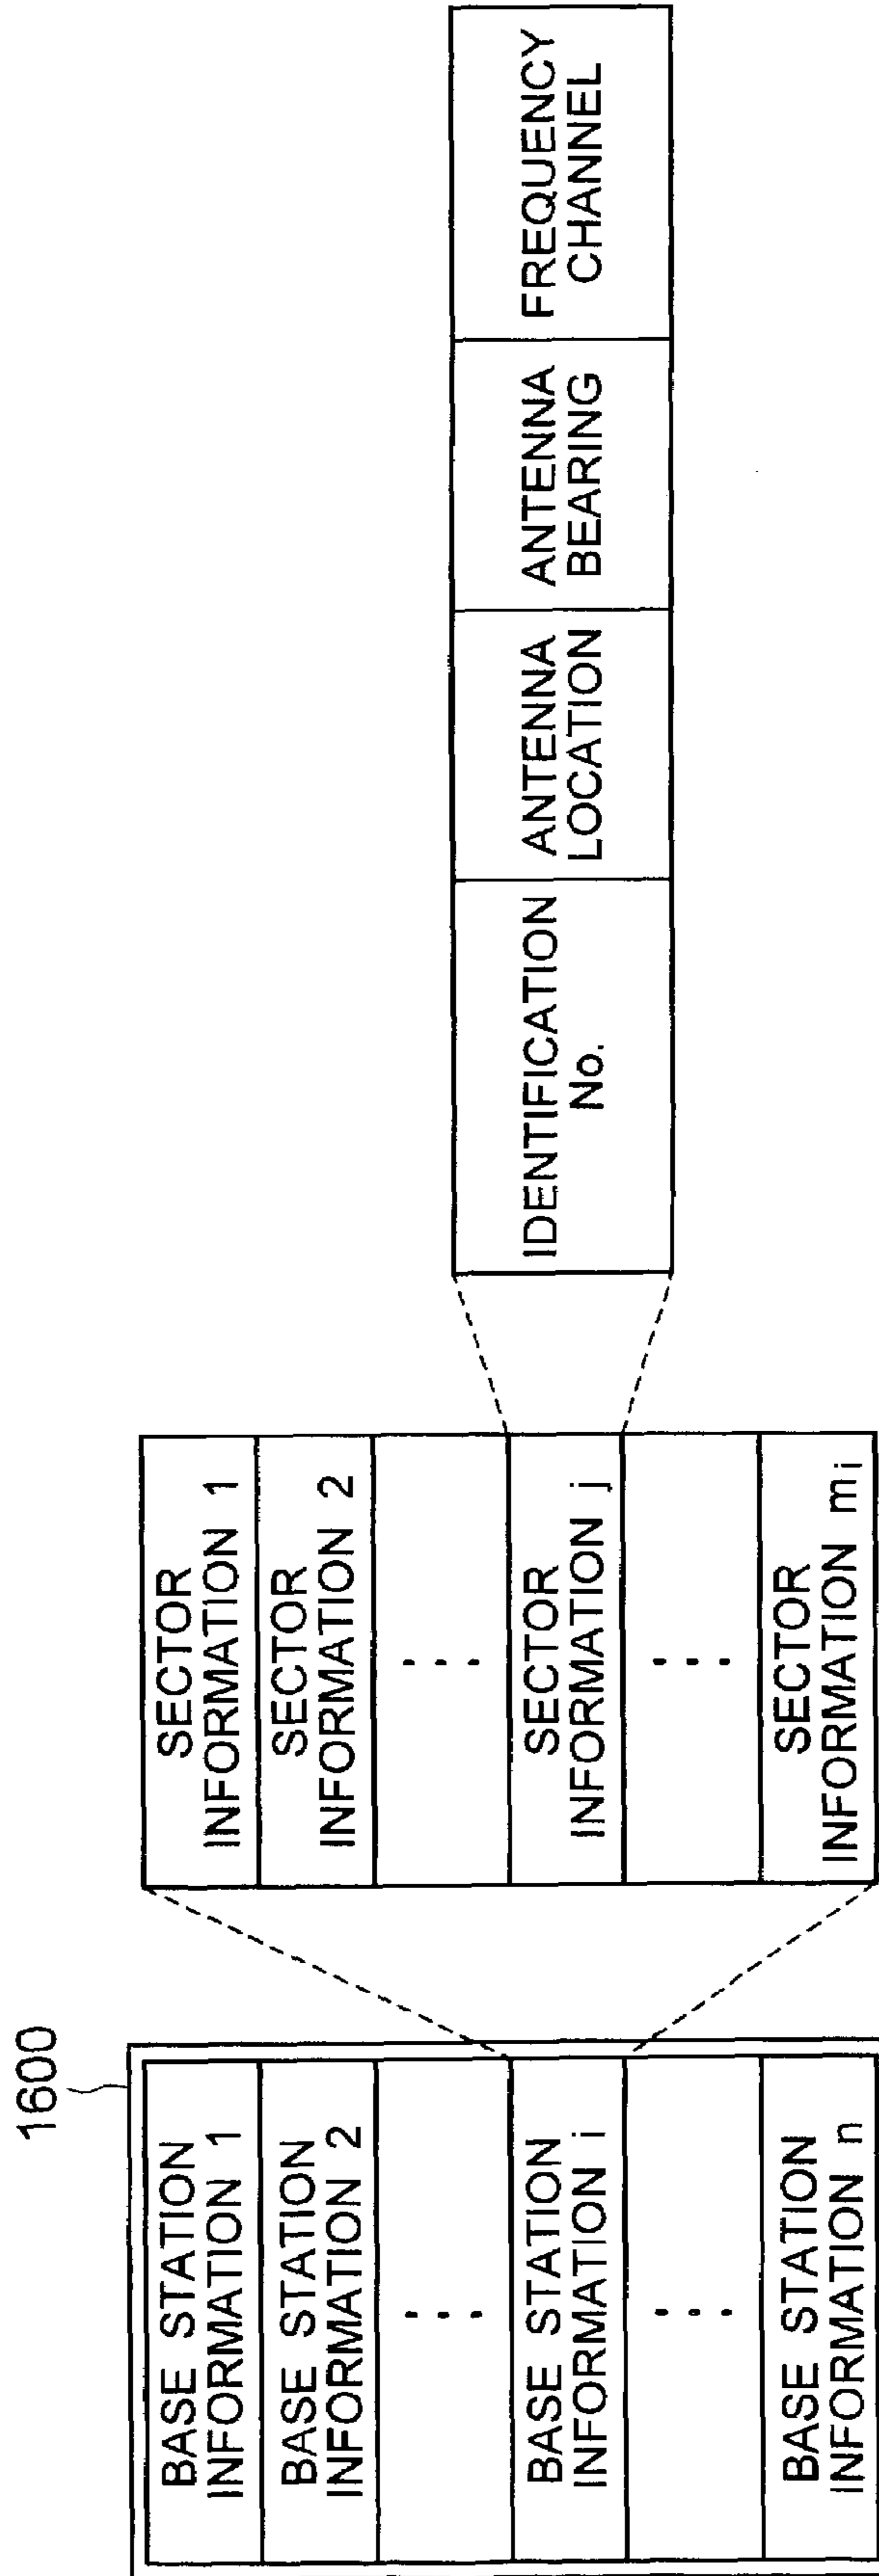 1600
BASE STATION
INFORMATION 1
BASE STATION
INFORMATION 2
...
BASE STATION
INFORMATION i
...
BASE STATION
INFORMATION n
SECTOR
INFORMATION 1
SECTOR
INFORMATION 2
...
SECTOR
INFORMATION j
...
SECTOR
INFORMATION mi
IDENTIFICATION
No.
ANTENNA
LOCATION
ANTENNA
BEARING
FREQUENCY
CHANNEL